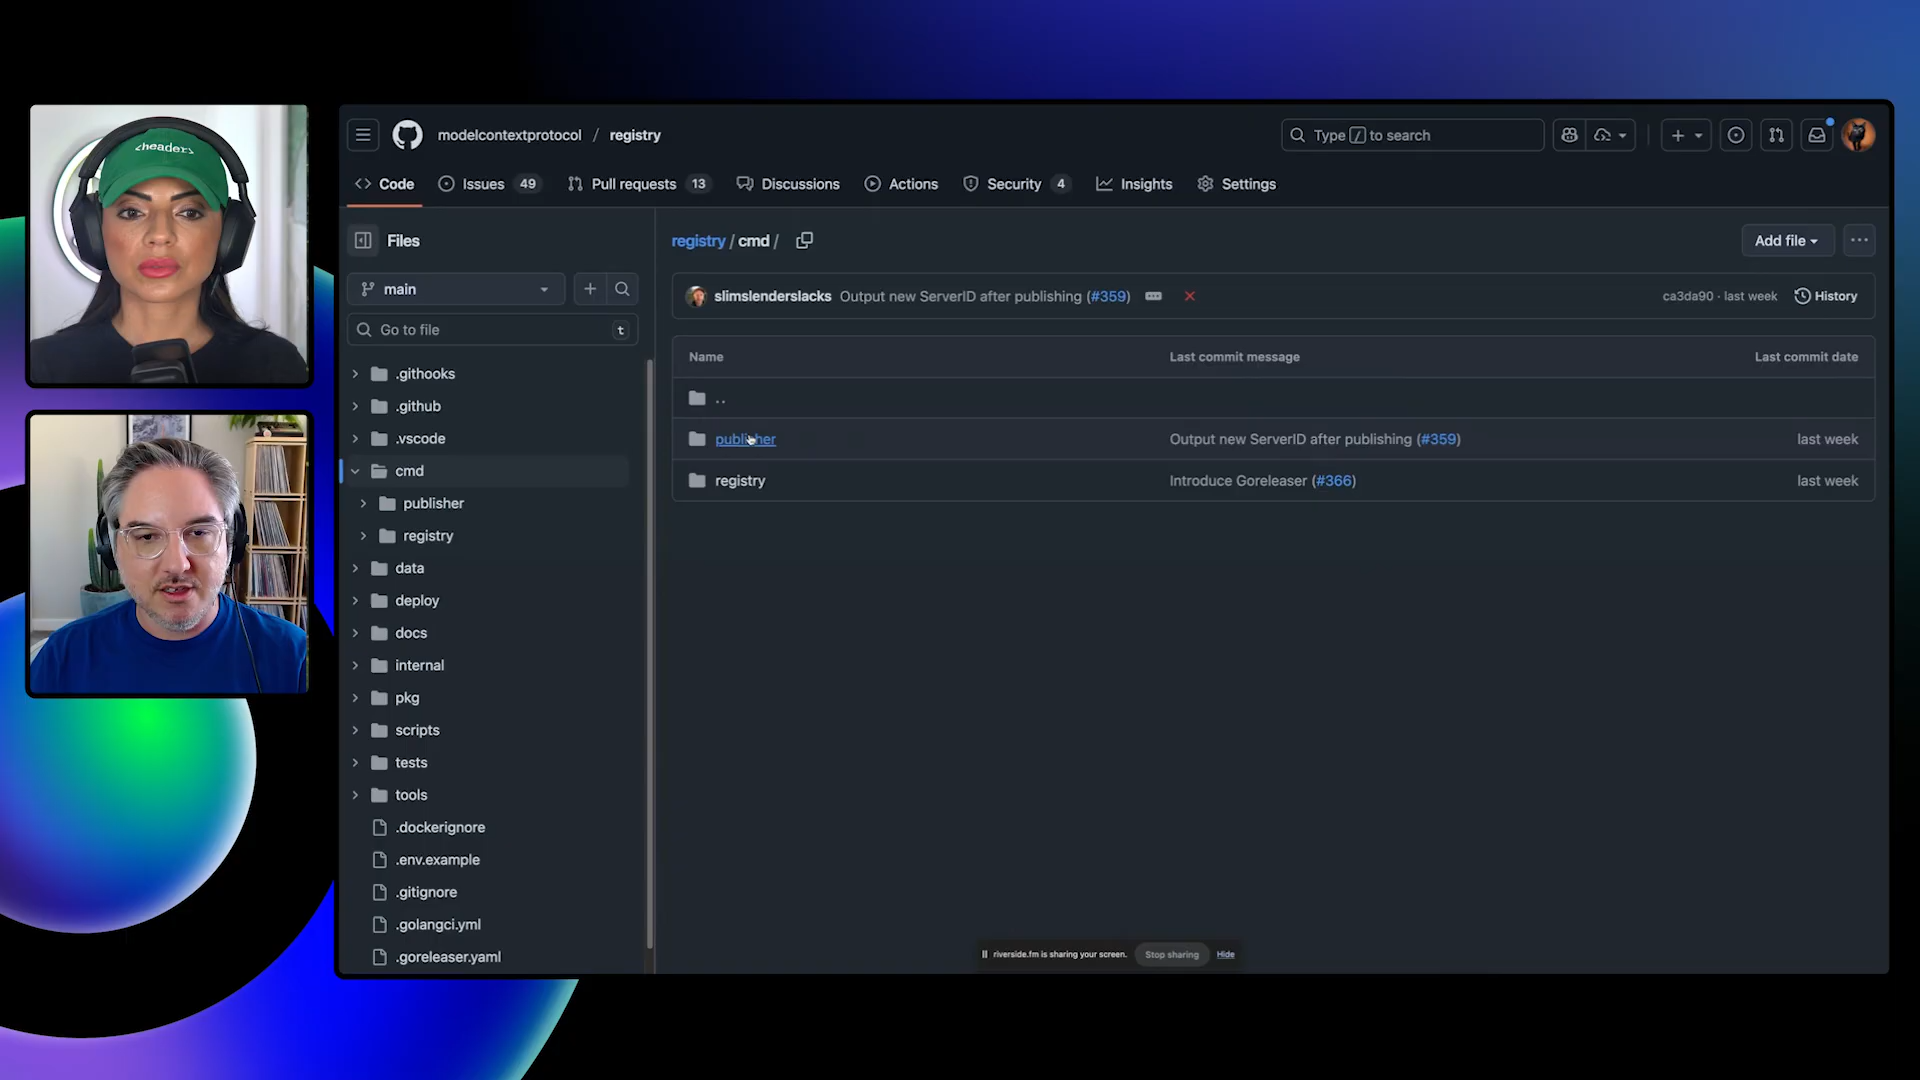 <header>
modelcontextprotocol / registry
Type / to search
Code
Issues 49
Pull requests 13
Discussions
Actions
Security 4
Insights
Settings
Files
registry / cmd /
Add file
main
slimslenderslacks Output new ServerID after publishing (#359)
ca3da90 · last week
History
Go to file
t
Name
Last commit message
Last commit date
..
publisher
Output new ServerID after publishing (#359)
last week
registry
Introduce Goreleaser (#366)
last week
.githooks
.github
.vscode
cmd
publisher
registry
data
deploy
docs
internal
pkg
scripts
tests
tools
.dockerignore
.env.example
.gitignore
.golangci.yml
.goreleaser.yaml
riverside.fm is sharing your screen.
Stop sharing
Hide